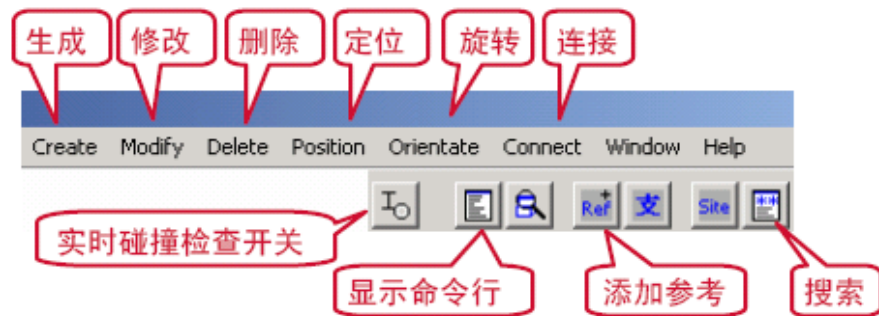 生成 修改 删除 定位 旋转 连接
Create Modify Delete Position Orientate Connect Window Help
Ref 支 Site
实时碰撞检查开关
显示命令行 添加参考 搜索